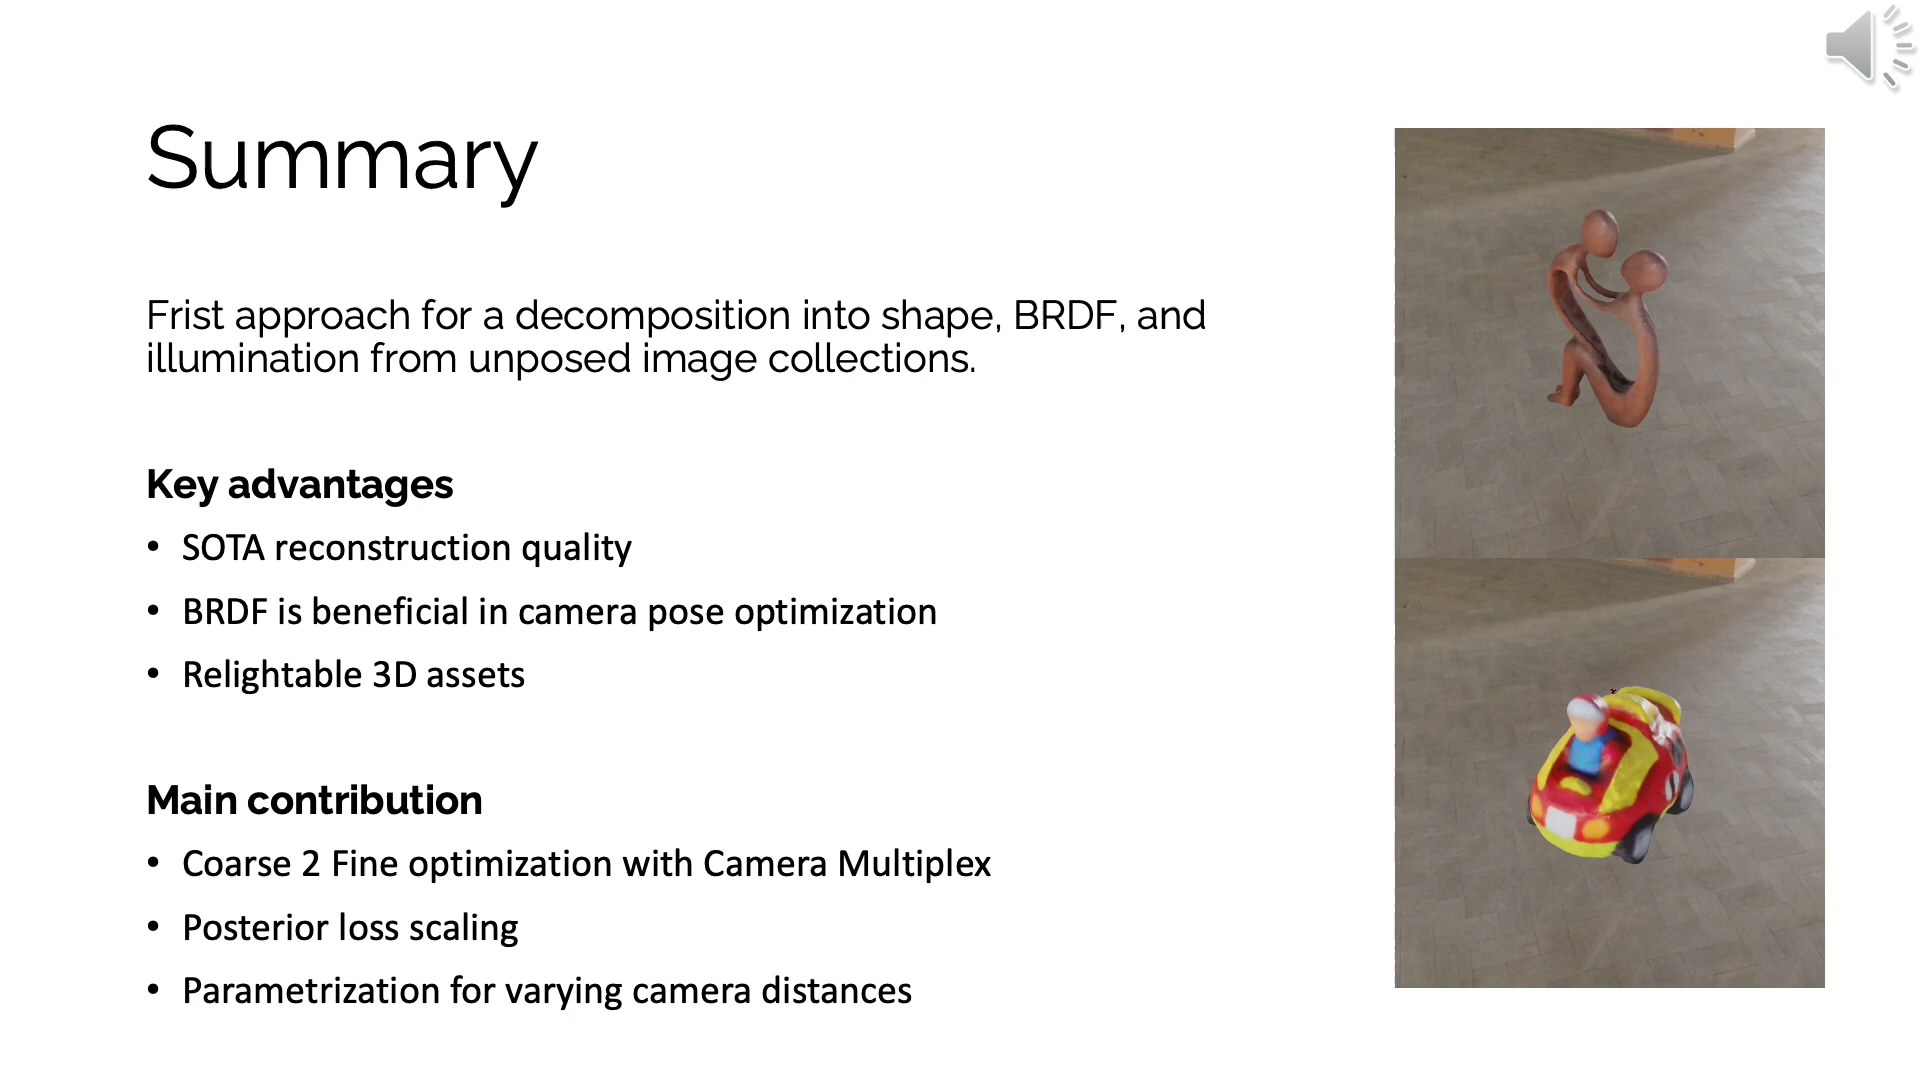 Summary
Frist approach for a decomposition into shape, BRDF, and
illumination from unposed image collections.
Key advantages
• SOTA reconstruction quality
• BRDF is beneficial in camera pose optimization
• Relightable 3D assets
Main contribution
• Coarse 2 Fine optimization with Camera Multiplex
• Posterior loss scaling
• Parametrization for varying camera distances